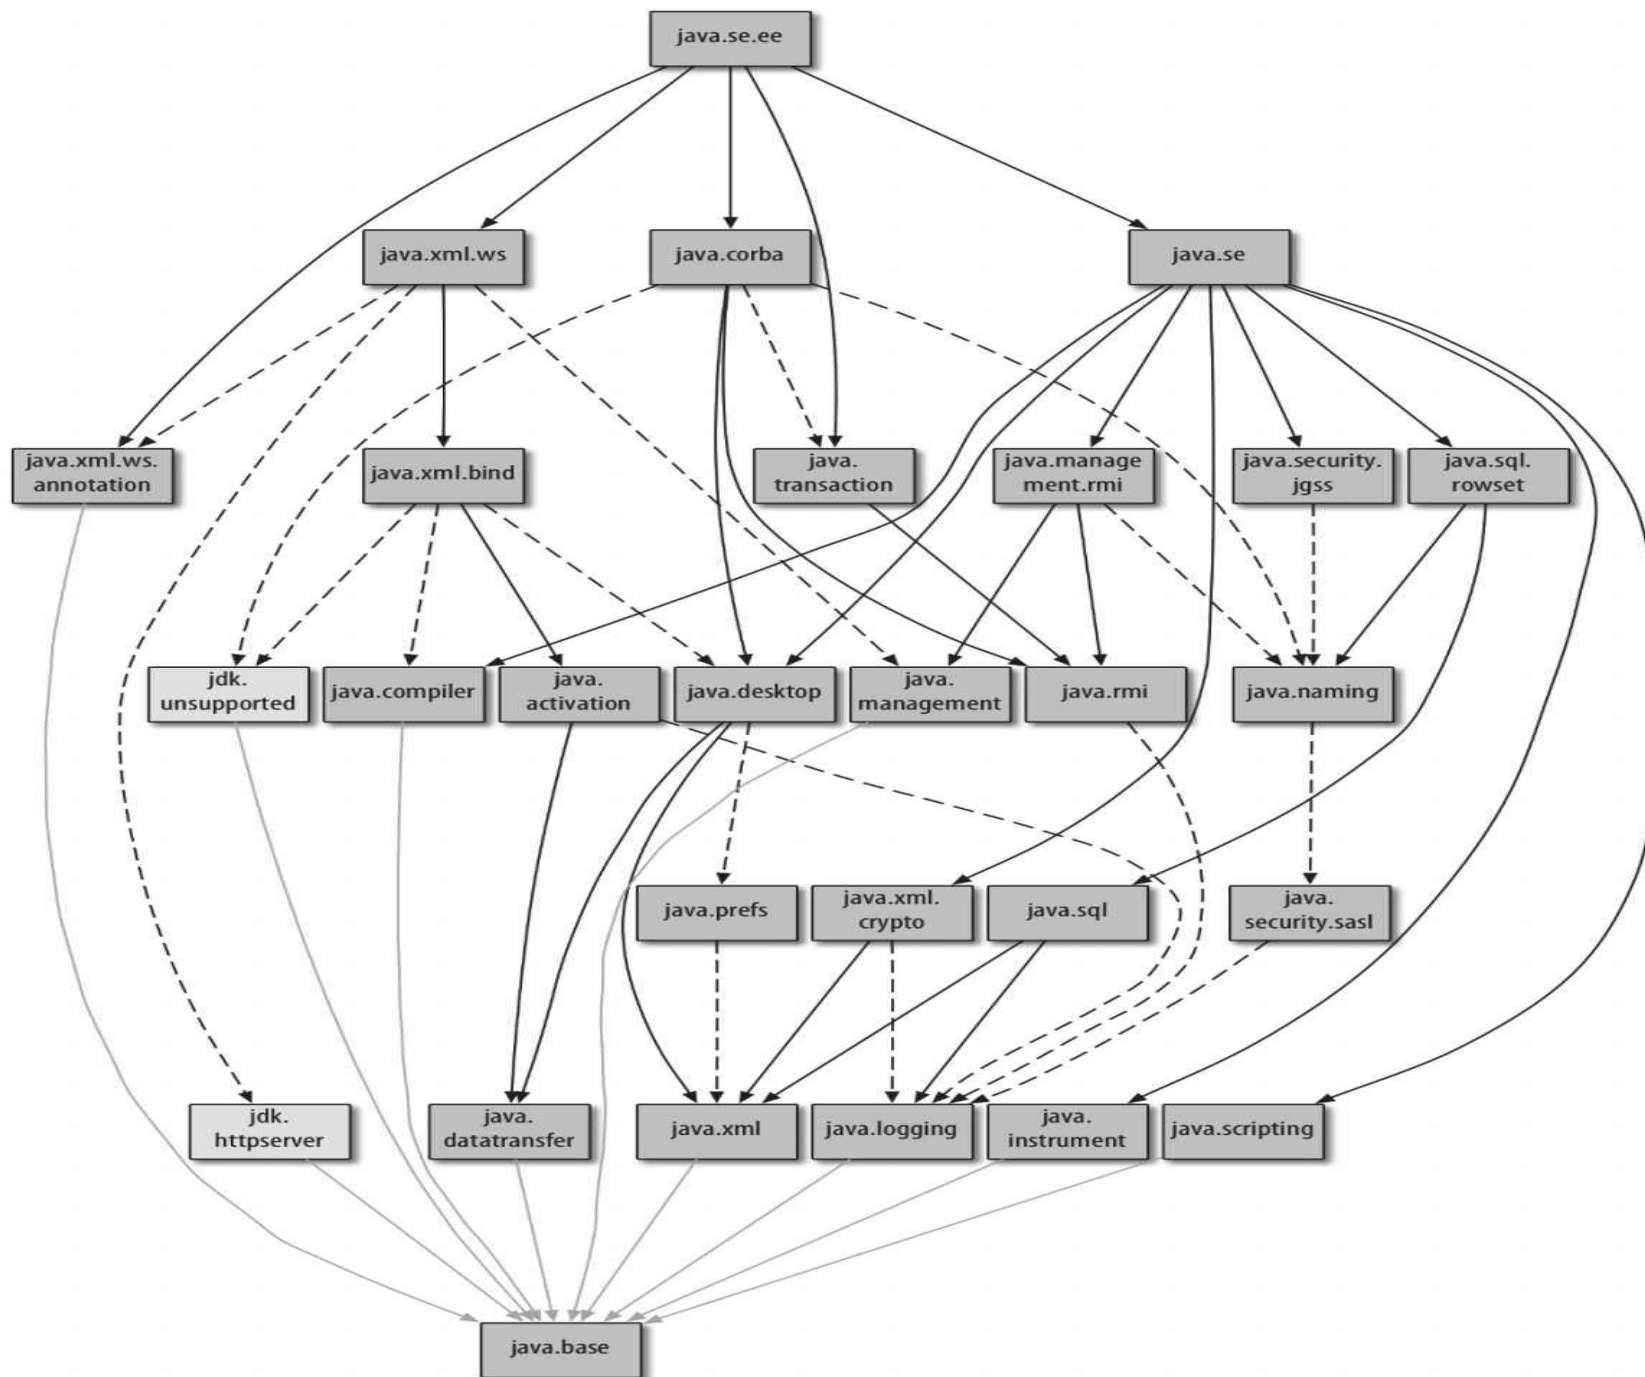 java.se.ee
java.xml.ws
java.corba
java.se
java.xml.ws.
annotation
java.xml.bind
java.
transaction
java.manage
ment.rmi
java.security.
jgss
java.sql.
rowset
jdk.
unsupported
java.compiler
java.
activation
java.desktop
java.
management
java.rmi
java.naming
java.prefs
java.xml.
crypto
java.sql
java.
security.sasl
jdk.
httpserver
java.
datatransfer
java.xml
java.logging
java.
instrument
java.scripting
java.base